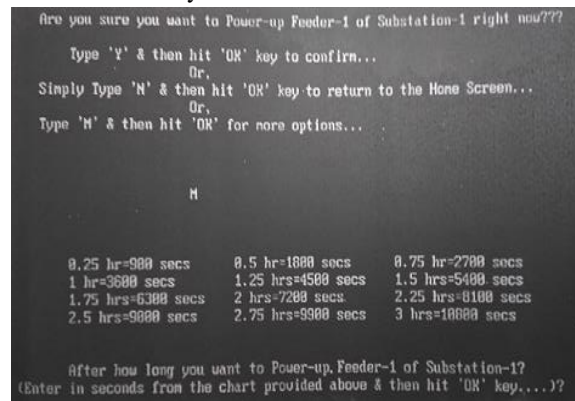 Are you sure you want to Power-up Feeder-1 of Substation-1 right now???
Type 'Y' & then hit 'OK' key to confirm...
Or,
Simply Type 'N' & then hit 'OK' key to return to the Home Screen...
Or,
Type 'M' & then hit 'OK' for more options...
M
0.25 hr=900 secs 0.5 hr=1800 secs 0.75 hr=2700 secs
1 hr=3600 secs 1.25 hrs=4500 secs 1.5 hrs=5400 secs
1.75 hrs=6300 secs 2 hrs=7200 secs 2.25 hrs=8100 secs
2.5 hrs=9000 secs 2.75 hrs=9900 secs 3 hrs=10800 secs
After how long you want to Power-up Feeder-1 of Substation-1?
(Enter in seconds from the chart provided above & then hit 'OK' key....)?